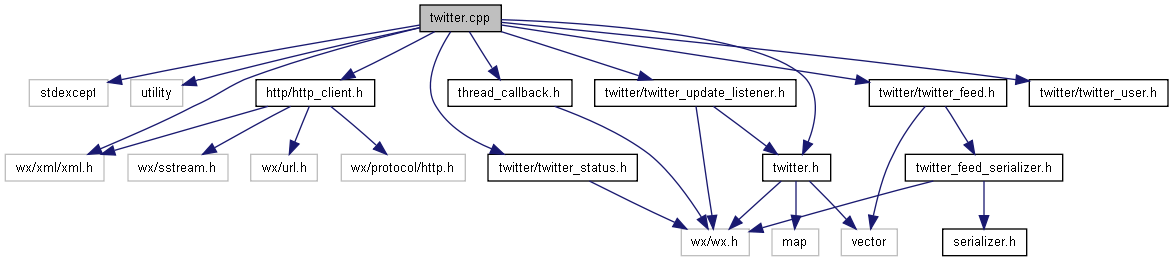 twitter.cpp
stdexcept
utility
http/http_client.h
thread_callback.h
twitter/twitter_update_listener.h
twitter/twitter_feed.h
twitter/twitter_user.h
wx/xml/xml.h
wx/sstream.h
wx/url.h
wx/protocol/http.h
twitter/twitter_status.h
twitter.h
twitter_feed_serializer.h
wx/wx.h
map
vector
serializer.h